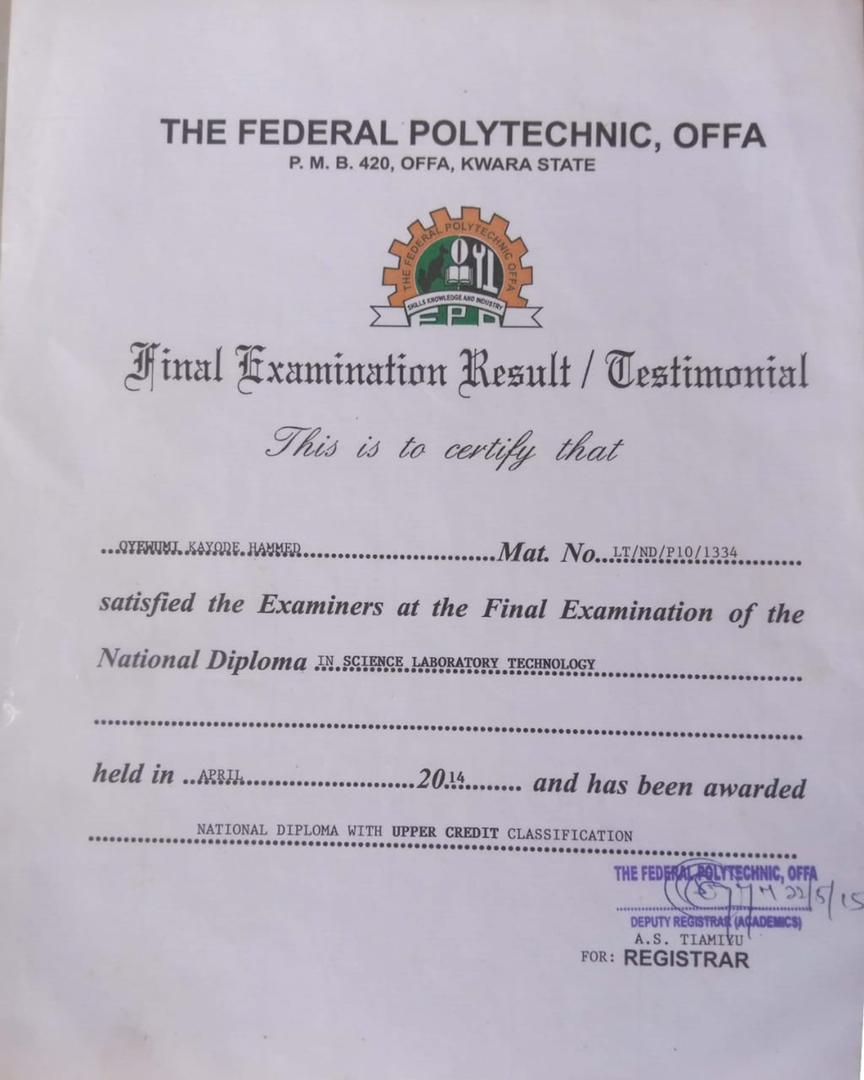 THE FEDERAL POLYTECHNIC, OFFA
P. M. B. 420, OFFA, KWARA STATE
THE FEDERAL POLYTECHNIC OFFA
SKILLS KNOWLEDGE AND INDUSTRY
FPO
Final Examination Result / Testimonial
This is to certify that
...OYEWUMI KAYODE HAMMED...Mat. No...LT/ND/P10/1334...
satisfied the Examiners at the Final Examination of the
National Diploma IN SCIENCE LABORATORY TECHNOLOGY
held in ..APRIL...20.14... and has been awarded
NATIONAL DIPLOMA WITH UPPER CREDIT CLASSIFICATION
THE FEDERAL POLYTECHNIC, OFFA
22/5/15
DEPUTY REGISTRAR (ACADEMICS)
A.S. TIAMIYU
FOR: REGISTRAR